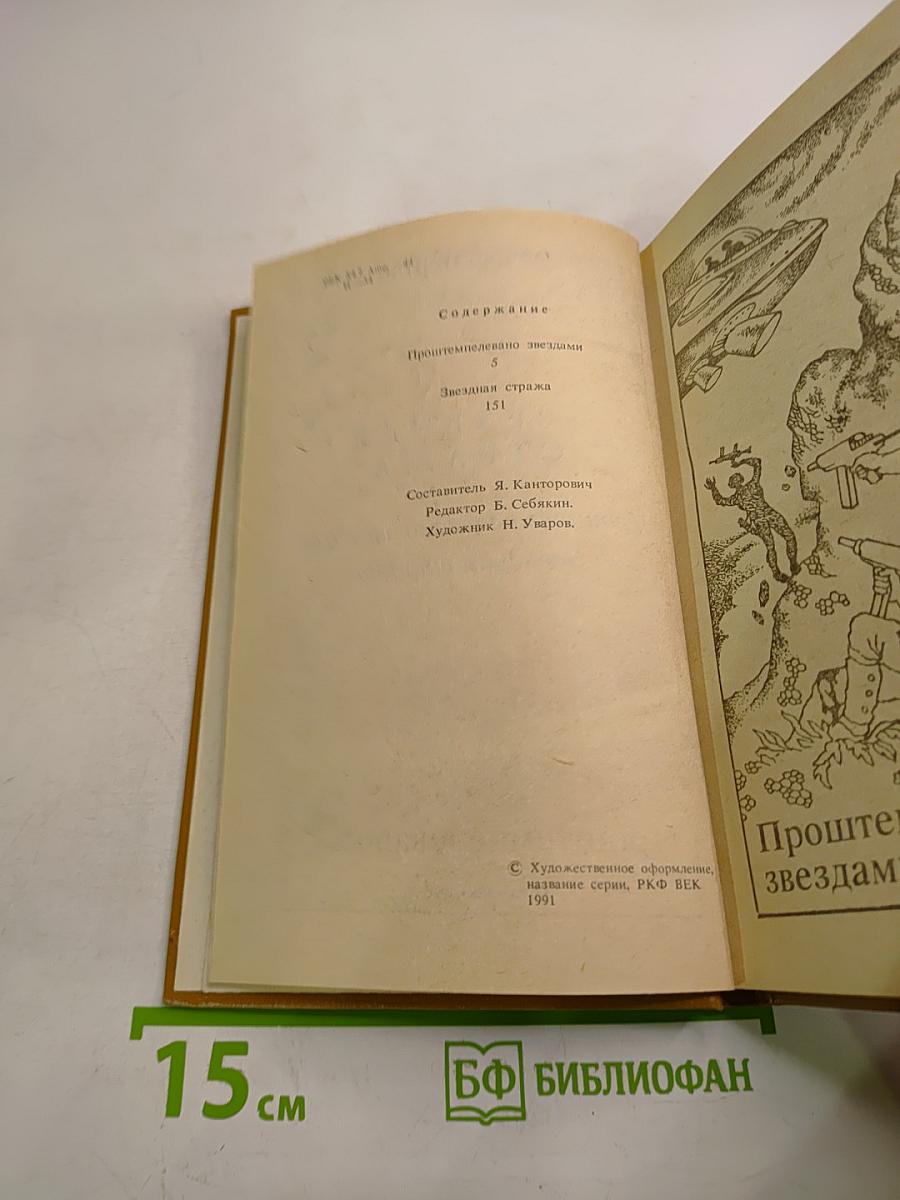 Содержание
Проштемпелевано звездами
5
Звездная стража
151
Составитель Я. Канторович
Редактор Б. Себякин.
Художник Н. Уваров.
© Художественное оформление,
название серии, РКФ ВЕК
1991
Проште
звездам
15 см
БФ БИБЛИОФАН